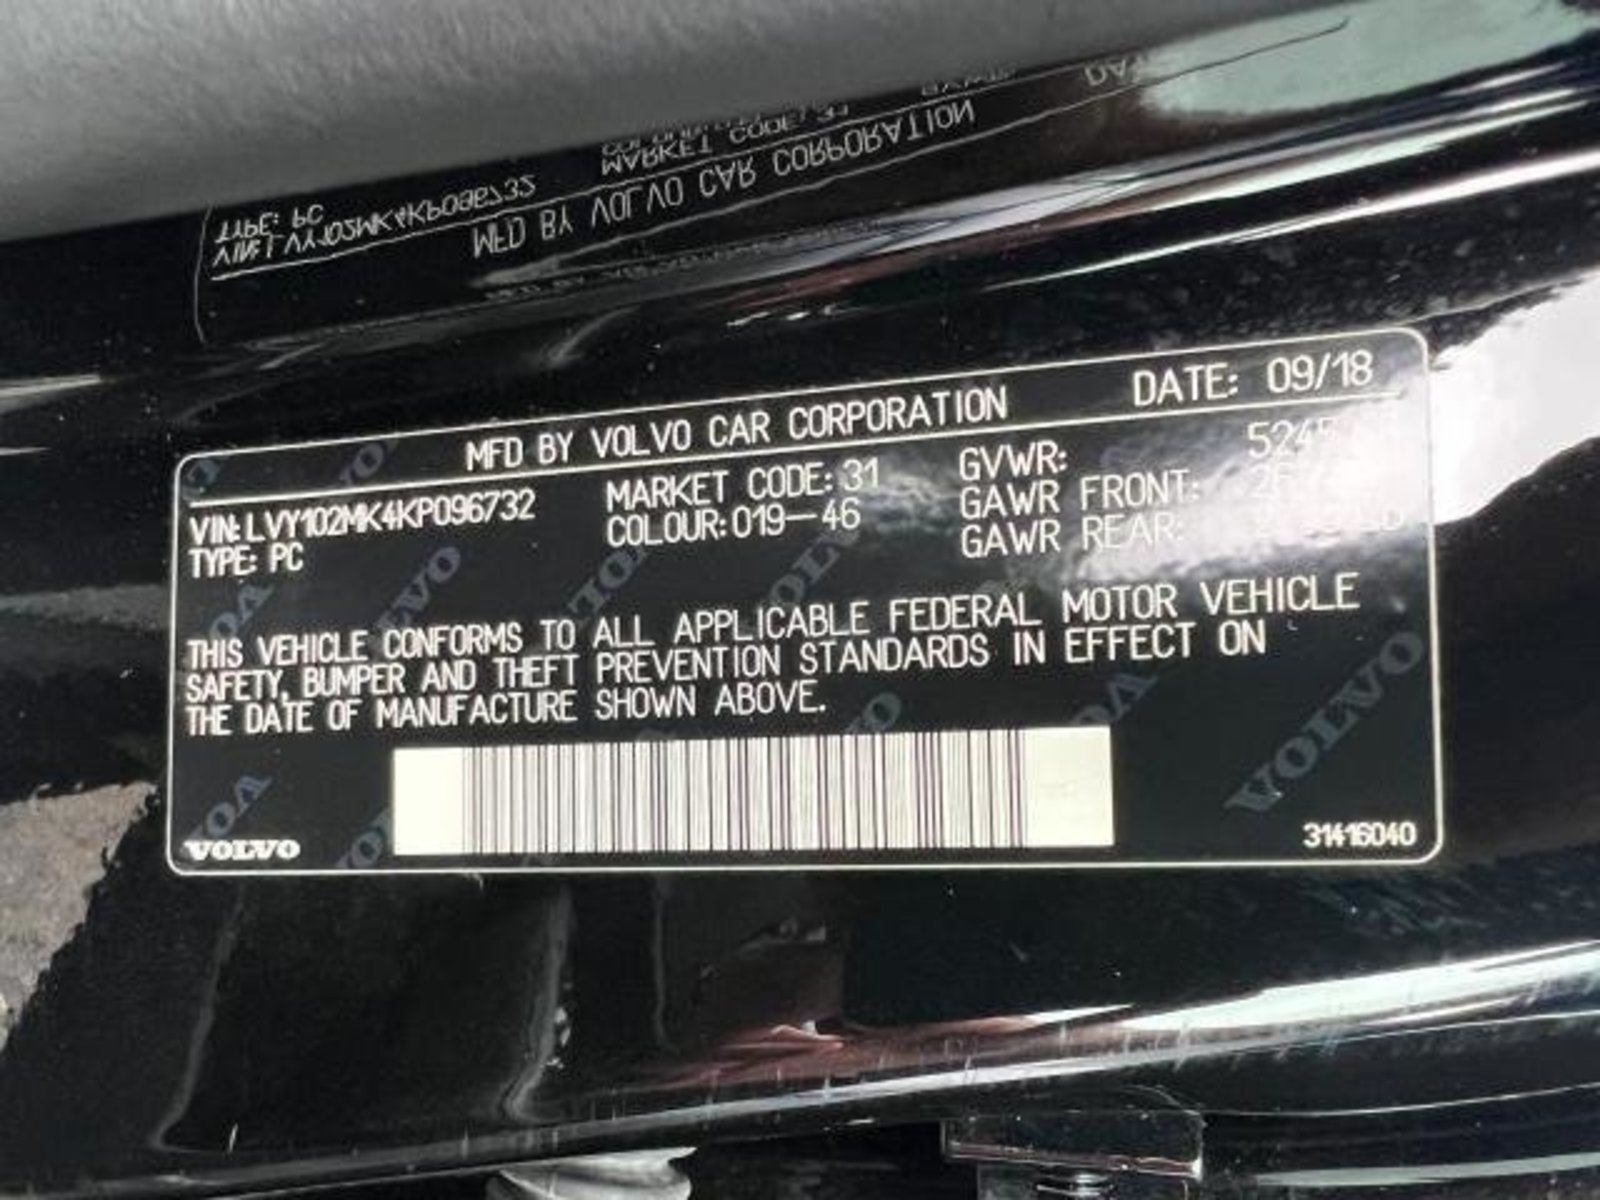 MFD BY VOLVO CAR CORPORATION DATE: 09/18
VIN: LVY102MK4KP096732 MARKET CODE: 31 GVWR:
TYPE: PC COLOUR: 019-46 GAWR FRONT:
GAWR REAR:
THIS VEHICLE CONFORMS TO ALL APPLICABLE FEDERAL MOTOR VEHICLE
SAFETY, BUMPER AND THEFT PREVENTION STANDARDS IN EFFECT ON
THE DATE OF MANUFACTURE SHOWN ABOVE.
VOLVO
31416040